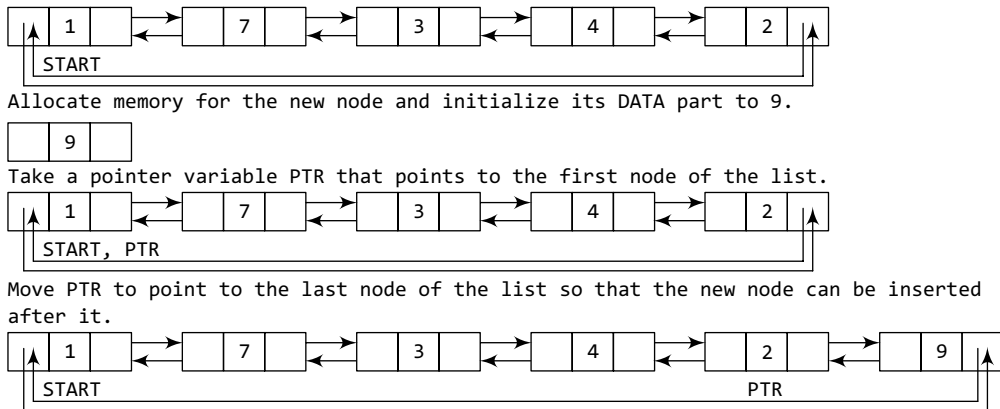 1 7 3 4 2
START
Allocate memory for the new node and initialize its DATA part to 9.
9
Take a pointer variable PTR that points to the first node of the list.
1 7 3 4 2
START, PTR
Move PTR to point to the last node of the list so that the new node can be inserted
after it.
1 7 3 4 2 9
START PTR